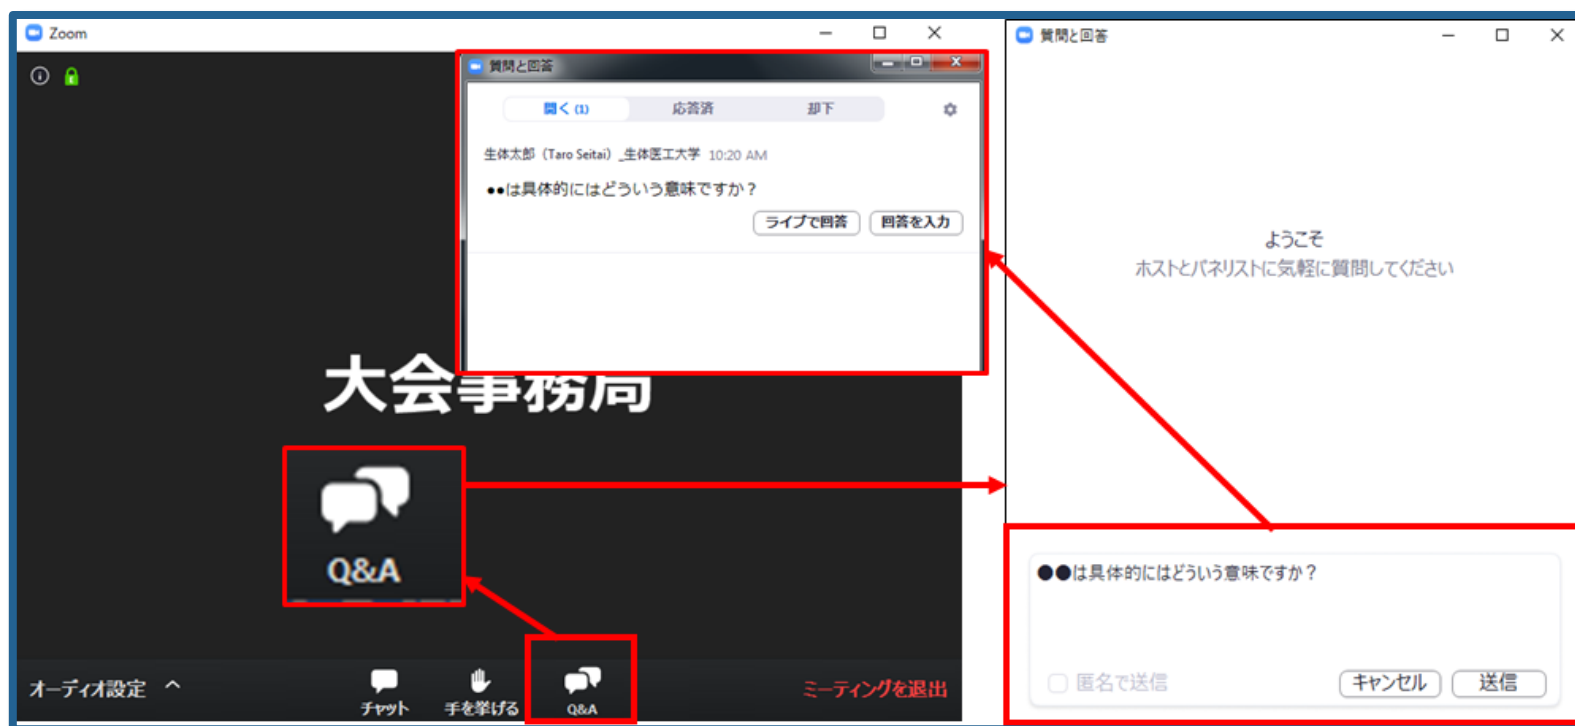 Zoom
質問と回答
開く (1) 応答済 却下
生体太郎（Taro Seitai）_生体医工大学 10:20 AM
●●は具体的にはどういう意味ですか？
ライブで回答 回答を入力
大会事務局
Q&A
オーディオ設定 チャット 手を挙げる Q&A ミーティングを退出
質問と回答
ようこそ
ホストとパネリストに気軽に質問してください
●●は具体的にはどういう意味ですか？
匿名で送信 キャンセル 送信